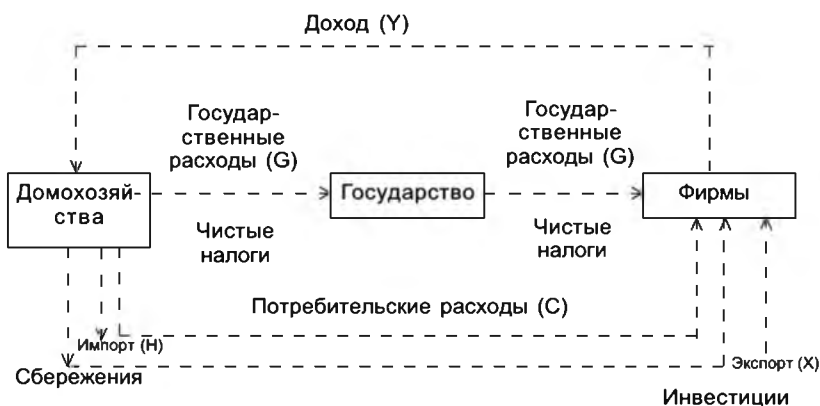 Доход (Y)
Государ-
ственные
расходы (G)
Государ-
ственные
расходы (G)
Домохозяй-
ства
Государство
Фирмы
Чистые
налоги
Чистые
налоги
Потребительские расходы (C)
Импорт (H)
Сбережения
Экспорт (X)
Инвестиции